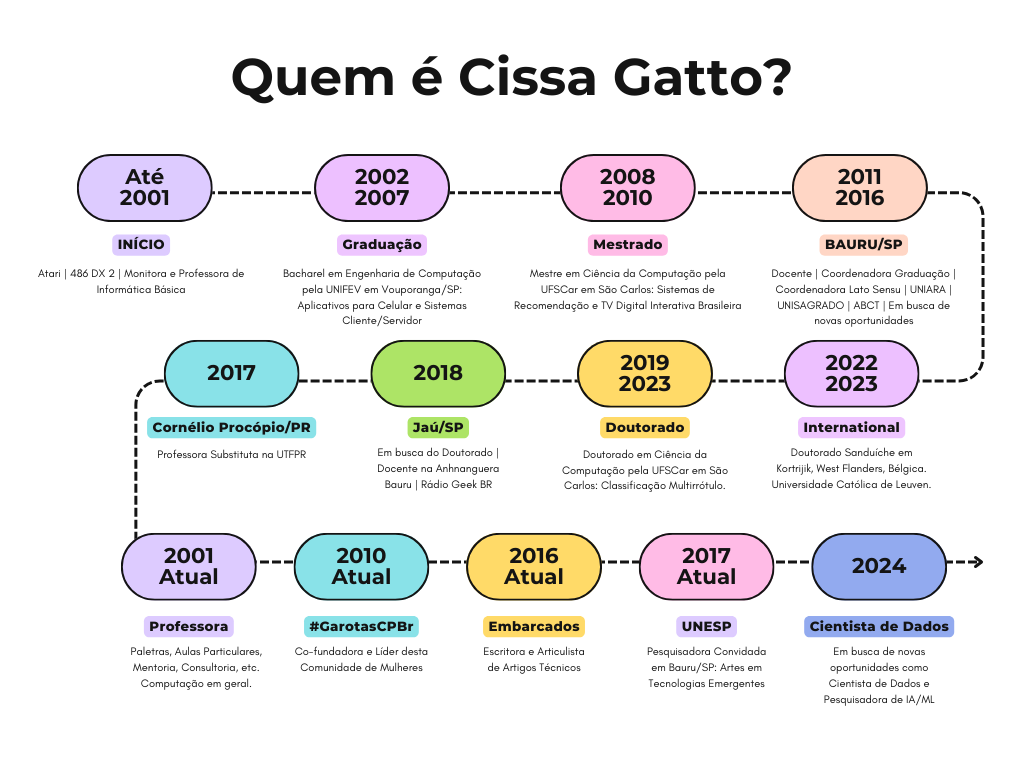 Quem é Cissa Gatto?
Até
2001
INÍCIO
Atari | 486 DX 2 | Monitora e Professora de
Informática Básica
2002
2007
Graduação
Bacharel em Engenharia de Computação
pela UNIFEV em Vouporanga/SP:
Aplicativos para Celular e Sistemas
Cliente/Servidor
2008
2010
Mestrado
Mestre em Ciência da Computação pela
UFSCar em São Carlos: Sistemas de
Recomendação e TV Digital Interativa Brasileira
2011
2016
BAURU/SP
Docente | Coordenadora Graduação |
Coordenadora Lato Sensu | UNIARA |
UNISAGRADO | ABCT | Em busca de
novas oportunidades
2017
Cornélio Procópio/PR
Professora Substituta na UTFPR
2018
Jaú/SP
Em busca do Doutorado |
Docente na Anhnanguera
Bauru | Rádio Geek BR
2019
2023
Doutorado
Doutorado em Ciência da
Computação pela UFSCar em São
Carlos: Classificação Multirrótulo.
2022
2023
International
Doutorado Sanduíche em
Kortrijik, West Flanders, Bélgica.
Universidade Católica de Leuven.
2001
Atual
Professora
Paletras, Aulas Particulares,
Mentoria, Consultoria, etc.
Computação em geral.
2010
Atual
#GarotasCPBr
Co-fundadora e Líder desta
Comunidade de Mulheres
2016
Atual
Embarcados
Escritora e Articulista
de Artigos Técnicos
2017
Atual
UNESP
Pesquisadora Convidada
em Bauru/SP: Artes em
Tecnologias Emergentes
2024
Cientista de Dados
Em busca de novas
oportunidades como
Cientista de Dados e
Pesquisadora de IA/ML